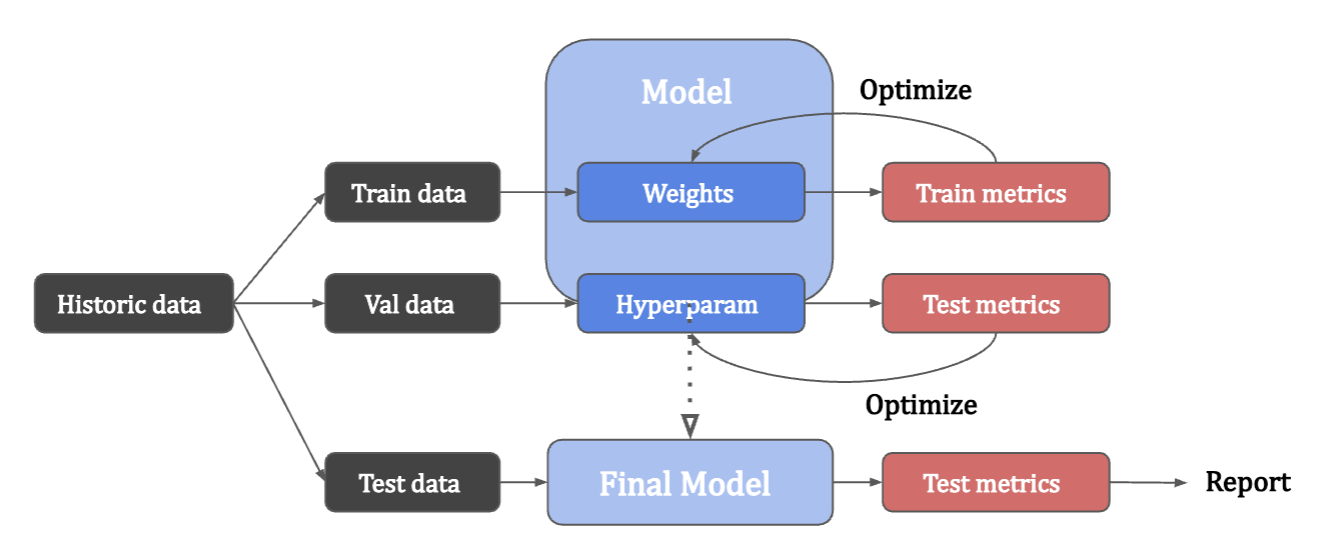 Model
Optimize
Train data
Weights
Train metrics
Historic data
Val data
Hyperparam
Test metrics
Optimize
Test data
Final Model
Test metrics
Report